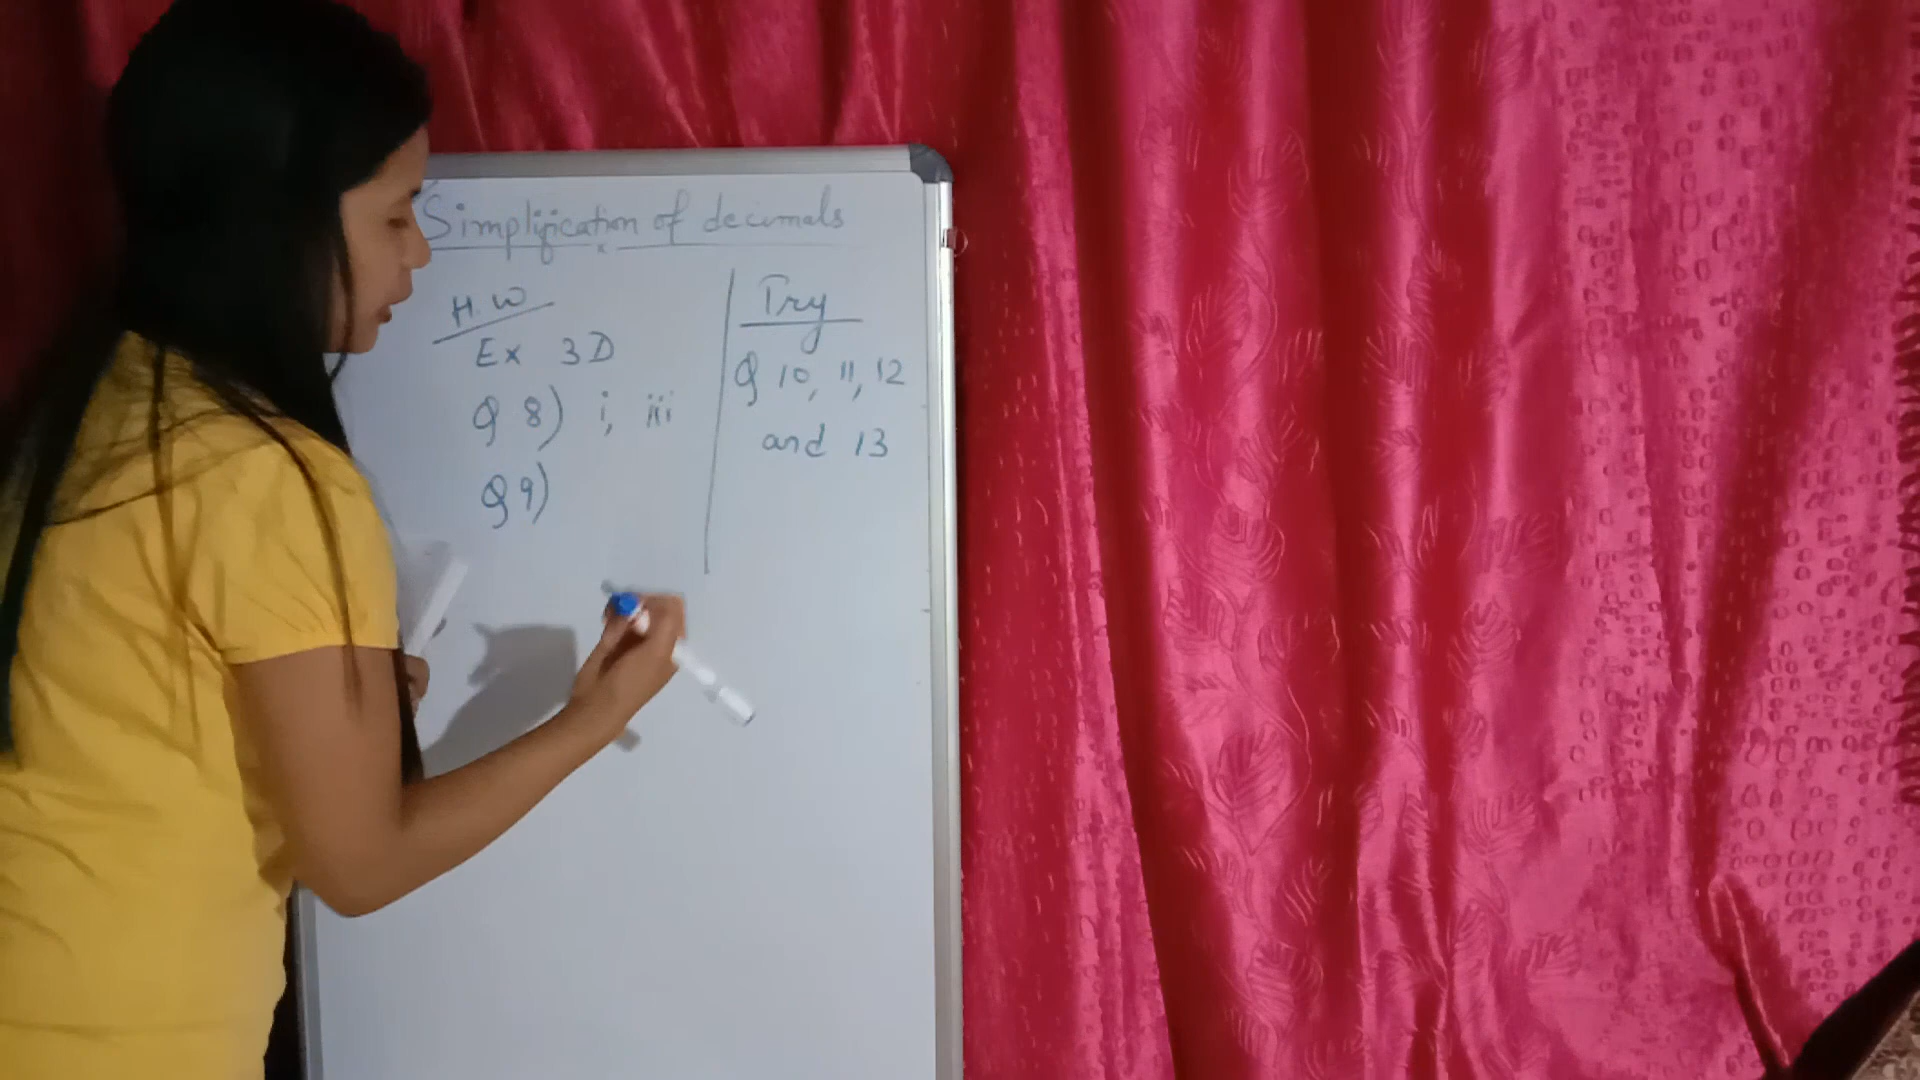 Simplification of decimals
H.W
Ex 3D
Q 8) i, iii
Q 9)
Try
Q 10, 11, 12
and 13